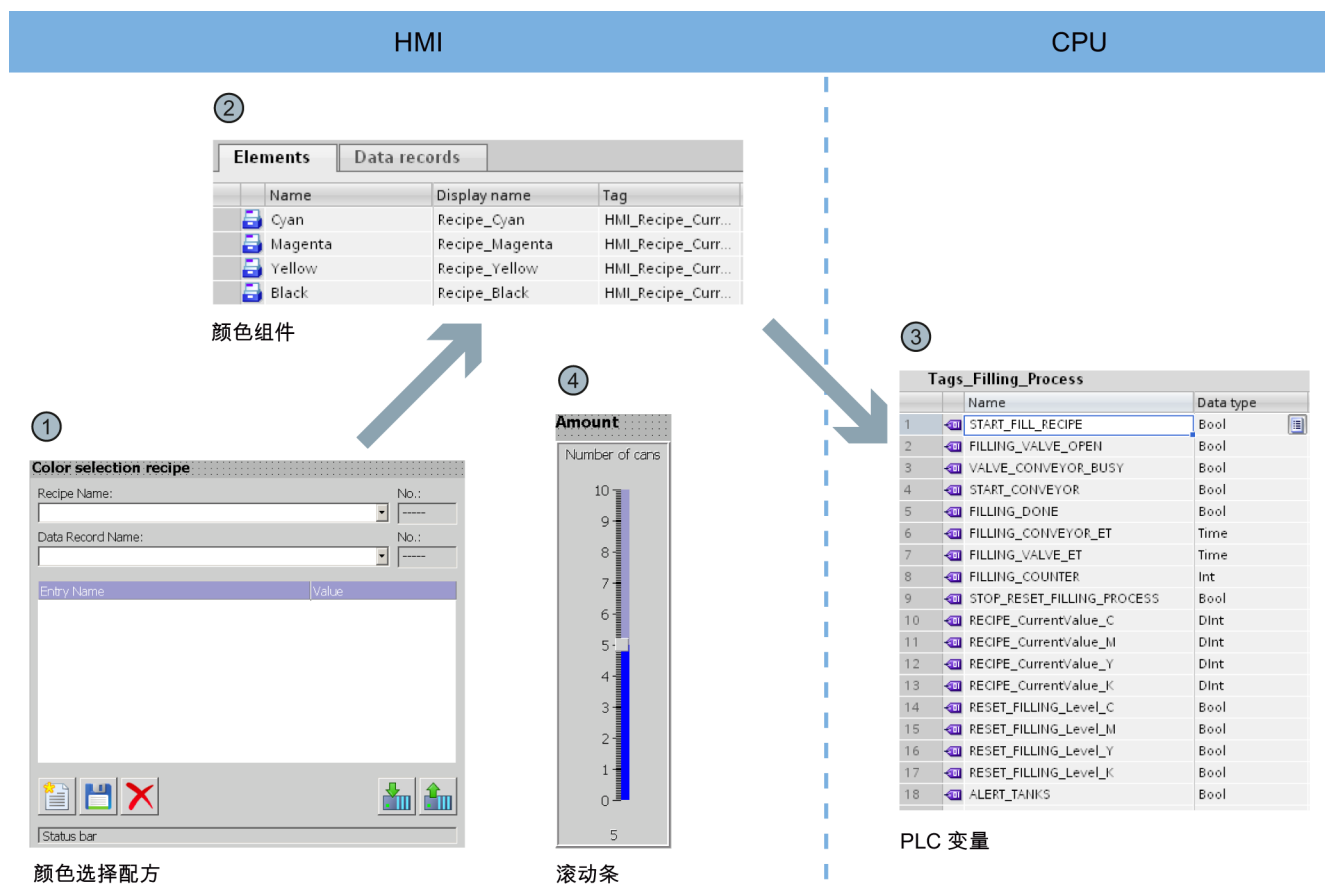 HMI
CPU
2
Elements Data records
Name Display name Tag
Cyan Recipe_Cyan HMI_Recipe_Curr...
Magenta Recipe_Magenta HMI_Recipe_Curr...
Yellow Recipe_Yellow HMI_Recipe_Curr...
Black Recipe_Black HMI_Recipe_Curr...
颜色组件
1
Color selection recipe
Recipe Name: No.:
-----
Data Record Name: No.:
-----
Entry Name Value
Status bar
颜色选择配方
4
Amount
Number of cans
10
9
8
7
6
5
4
3
2
1
0
5
滚动条
3
Tags_Filling_Process
Name Data type
1 START_FILL_RECIPE Bool
2 FILLING_VALVE_OPEN Bool
3 VALVE_CONVEYOR_BUSY Bool
4 START_CONVEYOR Bool
5 FILLING_DONE Bool
6 FILLING_CONVEYOR_ET Time
7 FILLING_VALVE_ET Time
8 FILLING_COUNTER Int
9 STOP_RESET_FILLING_PROCESS Bool
10 RECIPE_CurrentValue_C DInt
11 RECIPE_CurrentValue_M DInt
12 RECIPE_CurrentValue_Y DInt
13 RECIPE_CurrentValue_K DInt
14 RESET_FILLING_Level_C Bool
15 RESET_FILLING_Level_M Bool
16 RESET_FILLING_Level_Y Bool
17 RESET_FILLING_Level_K Bool
18 ALERT_TANKS Bool
PLC 变量